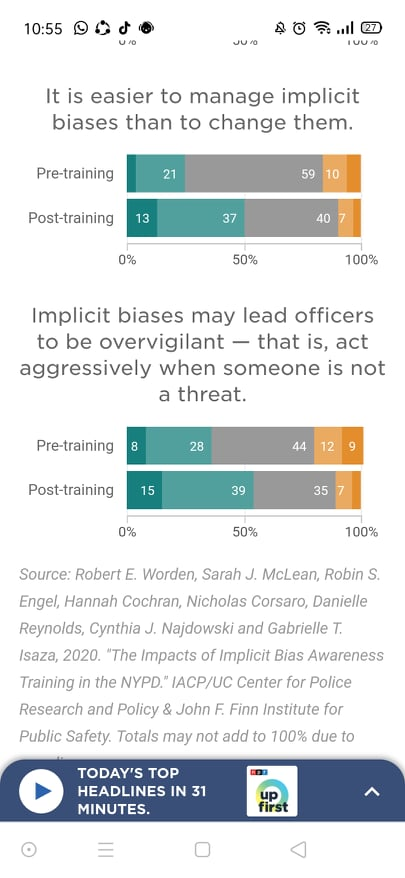 10:55
27
It is easier to manage implicit
biases than to change them.
Pre-training 21 59 10
Post-training 13 37 40 7
0% 50% 100%
Implicit biases may lead officers
to be overvigilant — that is, act
aggressively when someone is not
a threat.
Pre-training 8 28 44 12 9
Post-training 15 39 35 7
0% 50% 100%
Source: Robert E. Worden, Sarah J. McLean, Robin S.
Engel, Hannah Cochran, Nicholas Corsaro, Danielle
Reynolds, Cynthia J. Najdowski and Gabrielle T.
Isaza, 2020. "The Impacts of Implicit Bias Awareness
Training in the NYPD." IACP/UC Center for Police
Research and Policy & John F. Finn Institute for
Public Safety. Totals may not add to 100% due to
TODAY'S TOP
HEADLINES IN 31
MINUTES.
npr
up
first